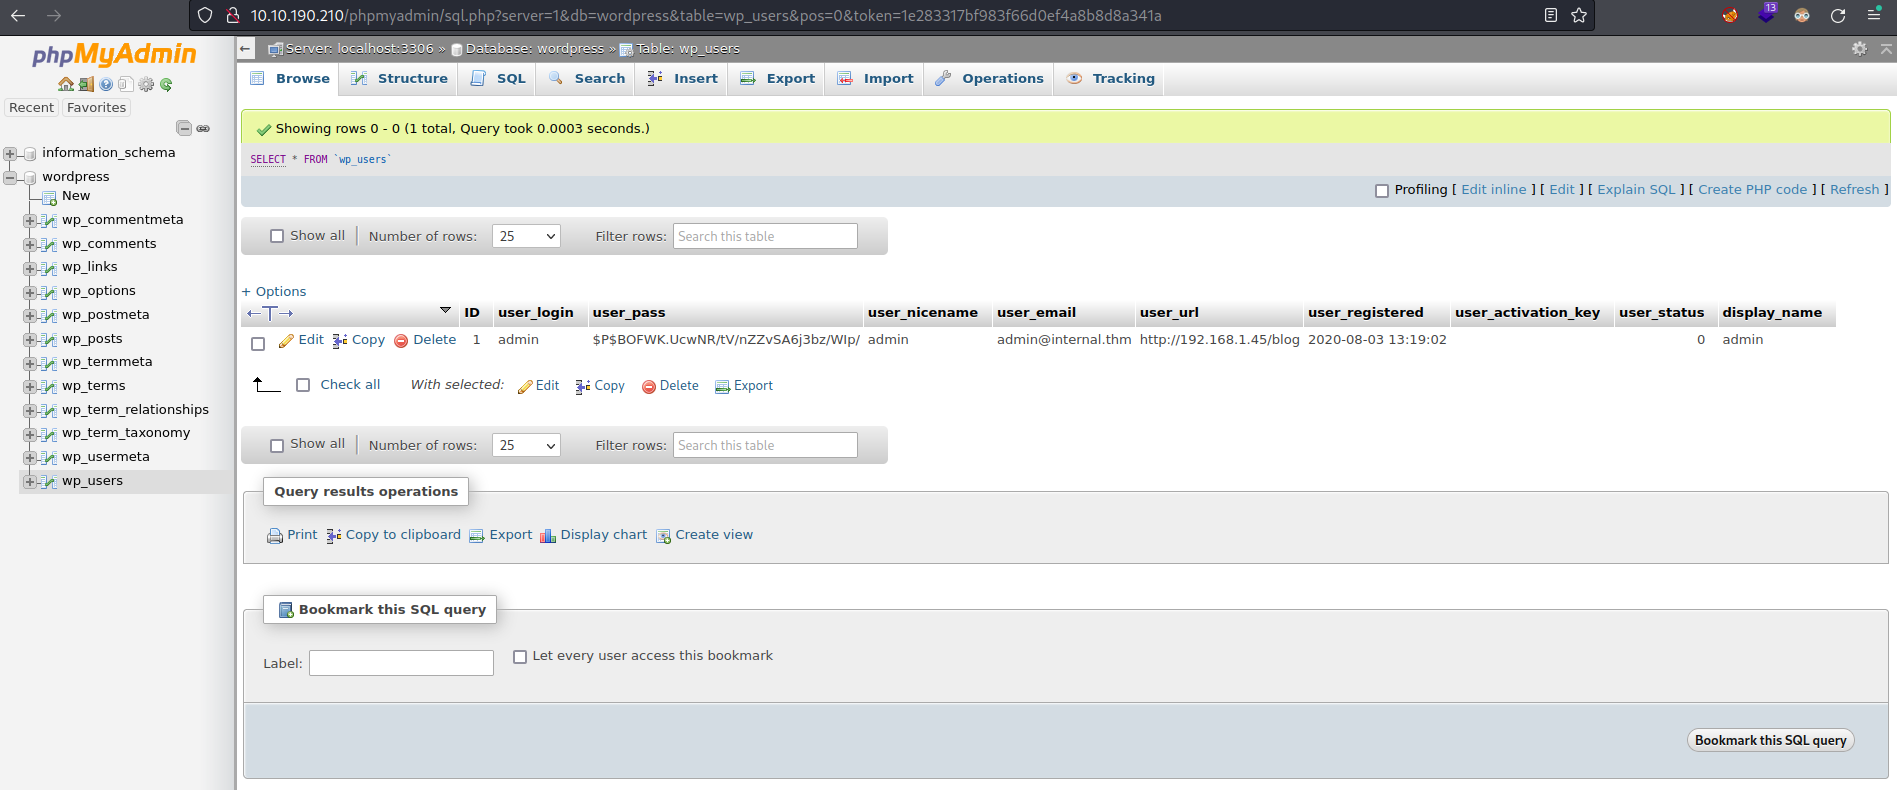 10.10.190.210/phpmyadmin/sql.php?server=1&db=wordpress&table=wp_users&pos=0&token=1e283317bf983f66d0ef4a8b8d8a341a
13
phpMyAdmin
Recent Favorites
information_schema
wordpress
New
wp_commentmeta
wp_comments
wp_links
wp_options
wp_postmeta
wp_posts
wp_termmeta
wp_terms
wp_term_relationships
wp_term_taxonomy
wp_usermeta
wp_users
Server: localhost:3306 » Database: wordpress » Table: wp_users
Browse Structure SQL Search Insert Export Import Operations Tracking
Showing rows 0 - 0 (1 total, Query took 0.0003 seconds.)
SELECT * FROM `wp_users`
Profiling [ Edit inline ] [ Edit ] [ Explain SQL ] [ Create PHP code ] [ Refresh ]
Show all | Number of rows: 25 Filter rows: Search this table
+ Options
←T→ ID user_login user_pass user_nicename user_email user_url user_registered user_activation_key user_status display_name
Edit Copy Delete 1 admin $P$BOFWK.UcwNR/tV/nZZvSA6j3bz/WIp/ admin admin@internal.thm http://192.168.1.45/blog 2020-08-03 13:19:02 0 admin
Check all With selected: Edit Copy Delete Export
Show all | Number of rows: 25 Filter rows: Search this table
Query results operations
Print Copy to clipboard Export Display chart Create view
Bookmark this SQL query
Label: Let every user access this bookmark
Bookmark this SQL query